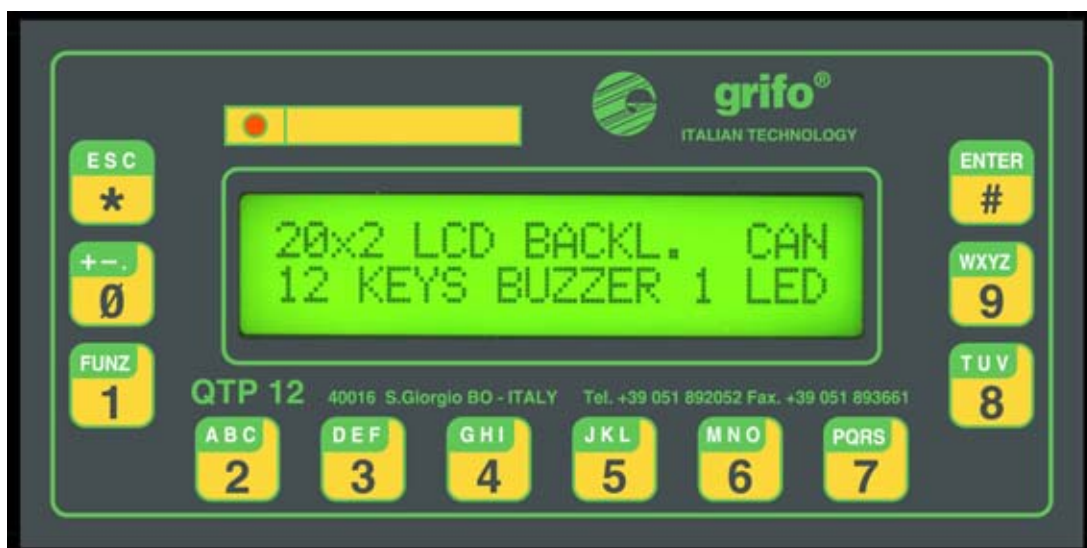 grifo®
ITALIAN TECHNOLOGY
ESC
*
ENTER
#
20x2 LCD BACKL. CAN
12 KEYS BUZZER 1 LED
+-.
0
WXYZ
9
FUNZ
1
TUV
8
QTP 12 40016 S.Giorgio BO - ITALY Tel. +39 051 892052 Fax. +39 051 893661
ABC
2
DEF
3
GHI
4
JKL
5
MNO
6
PQRS
7